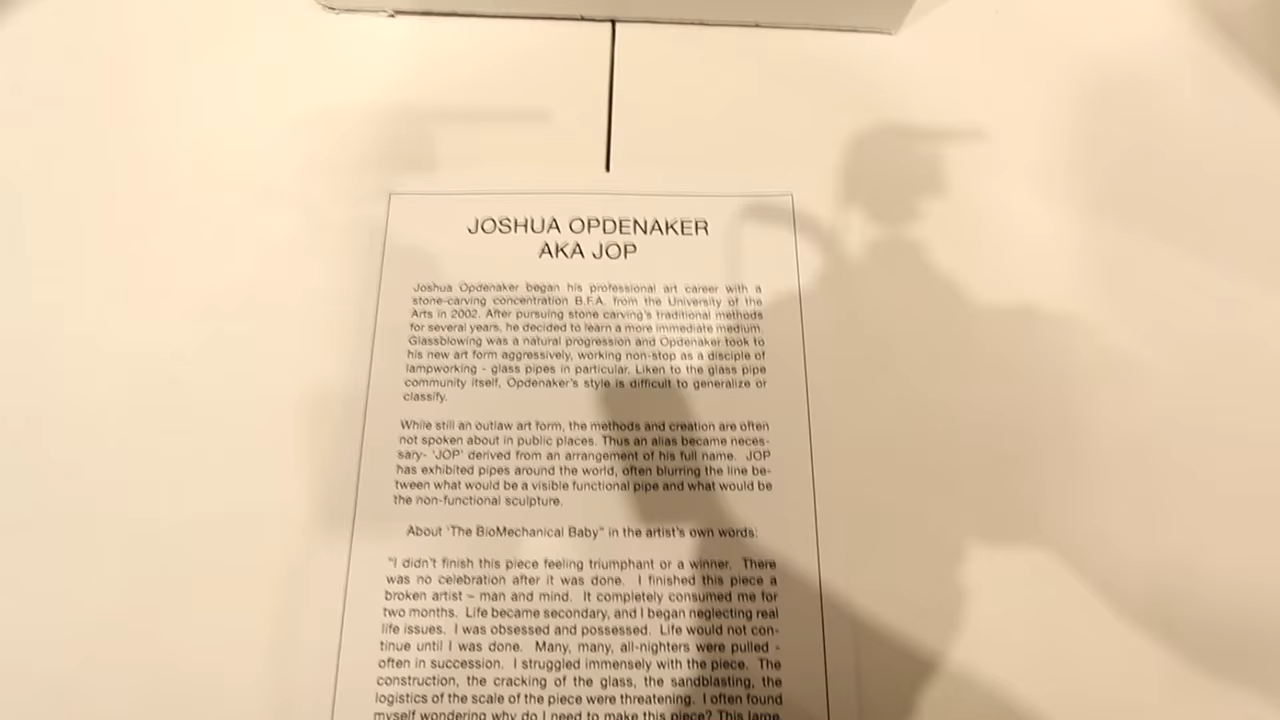 JOSHUA OPDENAKER
AKA JOP
Joshua Opdenaker began his professional art career with a
stone-carving concentration B.F.A. from the University of the
Arts in 2002. After pursuing stone carving's traditional methods
for several years, he decided to learn a more immediate medium.
Glassblowing was a natural progression and Opdenaker took to
his new art form aggressively, working non-stop as a disciple of
lampworking - glass pipes in particular. Liken to the glass pipe
community itself, Opdenaker's style is difficult to generalize or
classify.
While still an outlaw art form, the methods and creation are often
not spoken about in public places. Thus an alias became neces-
sary- 'JOP' derived from an arrangement of his full name. JOP
has exhibited pipes around the world, often blurring the line be-
tween what would be a visible functional pipe and what would be
the non-functional sculpture.
About 'The BioMechanical Baby" in the artist's own words:
"I didn't finish this piece feeling triumphant or a winner. There
was no celebration after it was done. I finished this piece a
broken artist – man and mind. It completely consumed me for
two months. Life became secondary, and I began neglecting real
life issues. I was obsessed and possessed. Life would not con-
tinue until I was done. Many, many, all-nighters were pulled -
often in succession. I struggled immensely with the piece. The
construction, the cracking of the glass, the sandblasting, the
logistics of the scale of the piece were threatening. I often found
myself wondering why do I need to make this piece? This large